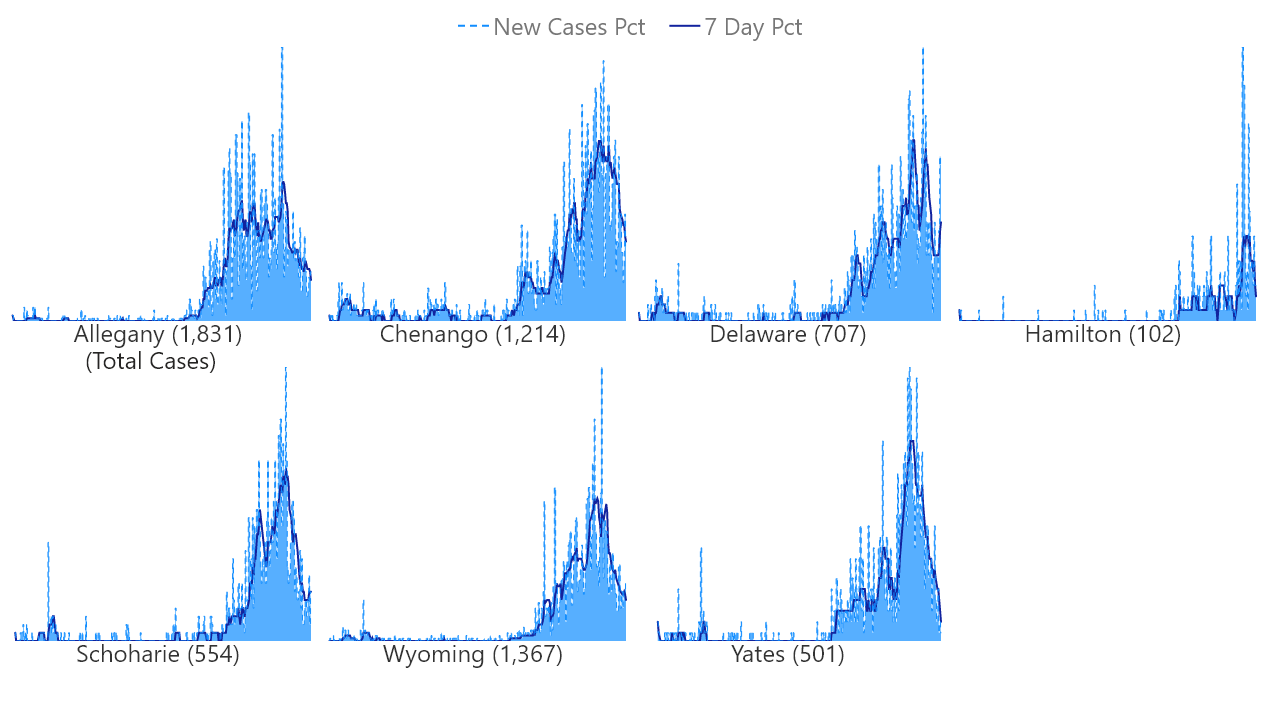 New Cases Pct 7 Day Pct
Allegany (1,831) Chenango (1,214) Delaware (707) Hamilton (102)
(Total Cases)
Schoharie (554) Wyoming (1,367) Yates (501)